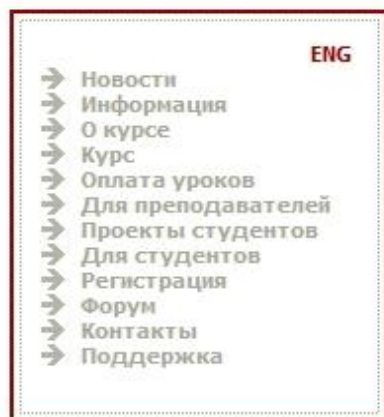 ENG
Новости
Информация
О курсе
Курс
Оплата уроков
Для преподавателей
Проекты студентов
Для студентов
Регистрация
Форум
Контакты
Поддержка